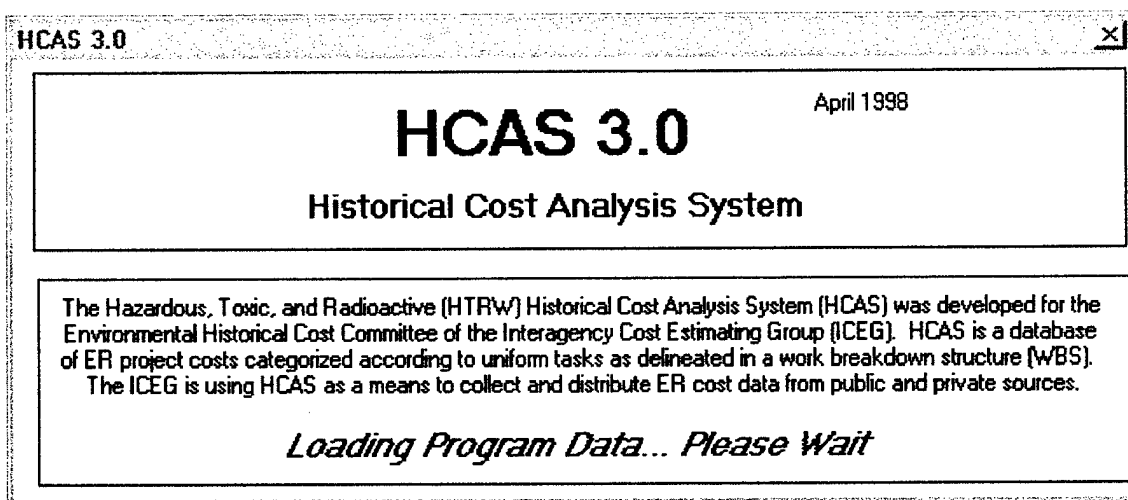 HCAS 3.0
April 1998
HCAS 3.0
Historical Cost Analysis System
The Hazardous, Toxic, and Radioactive (HTRW) Historical Cost Analysis System (HCAS) was developed for the
Environmental Historical Cost Committee of the Interagency Cost Estimating Group (ICEG).  HCAS is a database
of ER project costs categorized according to uniform tasks as delineated in a work breakdown structure (WBS).
The ICEG is using HCAS as a means to collect and distribute ER cost data from public and private sources.
Loading Program Data... Please Wait